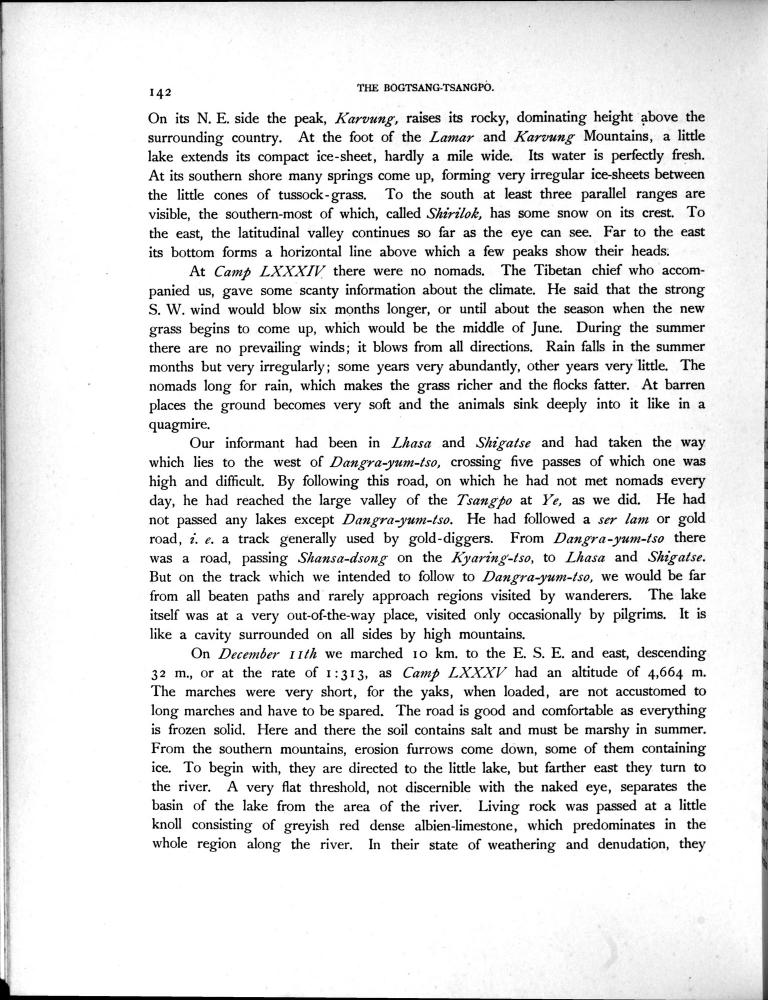 142
THE BOGTSANG-TSANGPO.
On its N. E. side the peak, Karvung, raises its rocky, dominating height above the
surrounding country. At the foot of the Lamar and Karvung Mountains, a little
lake extends its compact ice-sheet, hardly a mile wide. Its water is perfectly fresh.
At its southern shore many springs come up, forming very irregular ice-sheets between
the little cones of tussock-grass. To the south at least three parallel ranges are
visible, the southern-most of which, called Shirilok, has some snow on its crest. To
the east, the latitudinal valley continues so far as the eye can see. Far to the east
its bottom forms a horizontal line above which a few peaks show their heads.
At Camp LXXXIV there were no nomads. The Tibetan chief who accom-
panied us, gave some scanty information about the climate. He said that the strong
S. W. wind would blow six months longer, or until about the season when the new
grass begins to come up, which would be the middle of June. During the summer
there are no prevailing winds; it blows from all directions. Rain falls in the summer
months but very irregularly; some years very abundantly, other years very little. The
nomads long for rain, which makes the grass richer and the flocks fatter. At barren
places the ground becomes very soft and the animals sink deeply into it like in a
quagmire.
Our informant had been in Lhasa and Shigatse and had taken the way
which lies to the west of Dangra-yum-tso, crossing five passes of which one was
high and difficult. By following this road, on which he had not met nomads every
day, he had reached the large valley of the Tsangpo at Ye, as we did. He had
not passed any lakes except Dangra-yum-tso. He had followed a ser lam or gold
road, i. e. a track generally used by gold-diggers. From Dangra-yum-tso there
was a road, passing Shansa-dsong on the Kyaring-tso, to Lhasa and Shigatse.
But on the track which we intended to follow to Dangra-yum-tso, we would be far
from all beaten paths and rarely approach regions visited by wanderers. The lake
itself was at a very out-of-the-way place, visited only occasionally by pilgrims. It is
like a cavity surrounded on all sides by high mountains.
On December 11th we marched 10 km. to the E. S. E. and east, descending
32 m., or at the rate of 1:313, as Camp LXXXV had an altitude of 4,664 m.
The marches were very short, for the yaks, when loaded, are not accustomed to
long marches and have to be spared. The road is good and comfortable as everything
is frozen solid. Here and there the soil contains salt and must be marshy in summer.
From the southern mountains, erosion furrows come down, some of them containing
ice. To begin with, they are directed to the little lake, but farther east they turn to
the river. A very flat threshold, not discernible with the naked eye, separates the
basin of the lake from the area of the river. Living rock was passed at a little
knoll consisting of greyish red dense albien-limestone, which predominates in the
whole region along the river. In their state of weathering and denudation, they